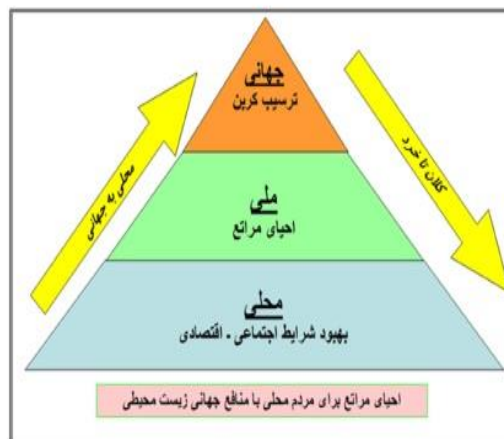 جهانی
ترسیب کربن
محلی به جهانی
کلان تا خرد
ملی
احیای مراتع
محلی
بهبود شرایط اجتماعی - اقتصادی
احیای مراتع برای مردم محلی با منافع جهانی زیست محیطی